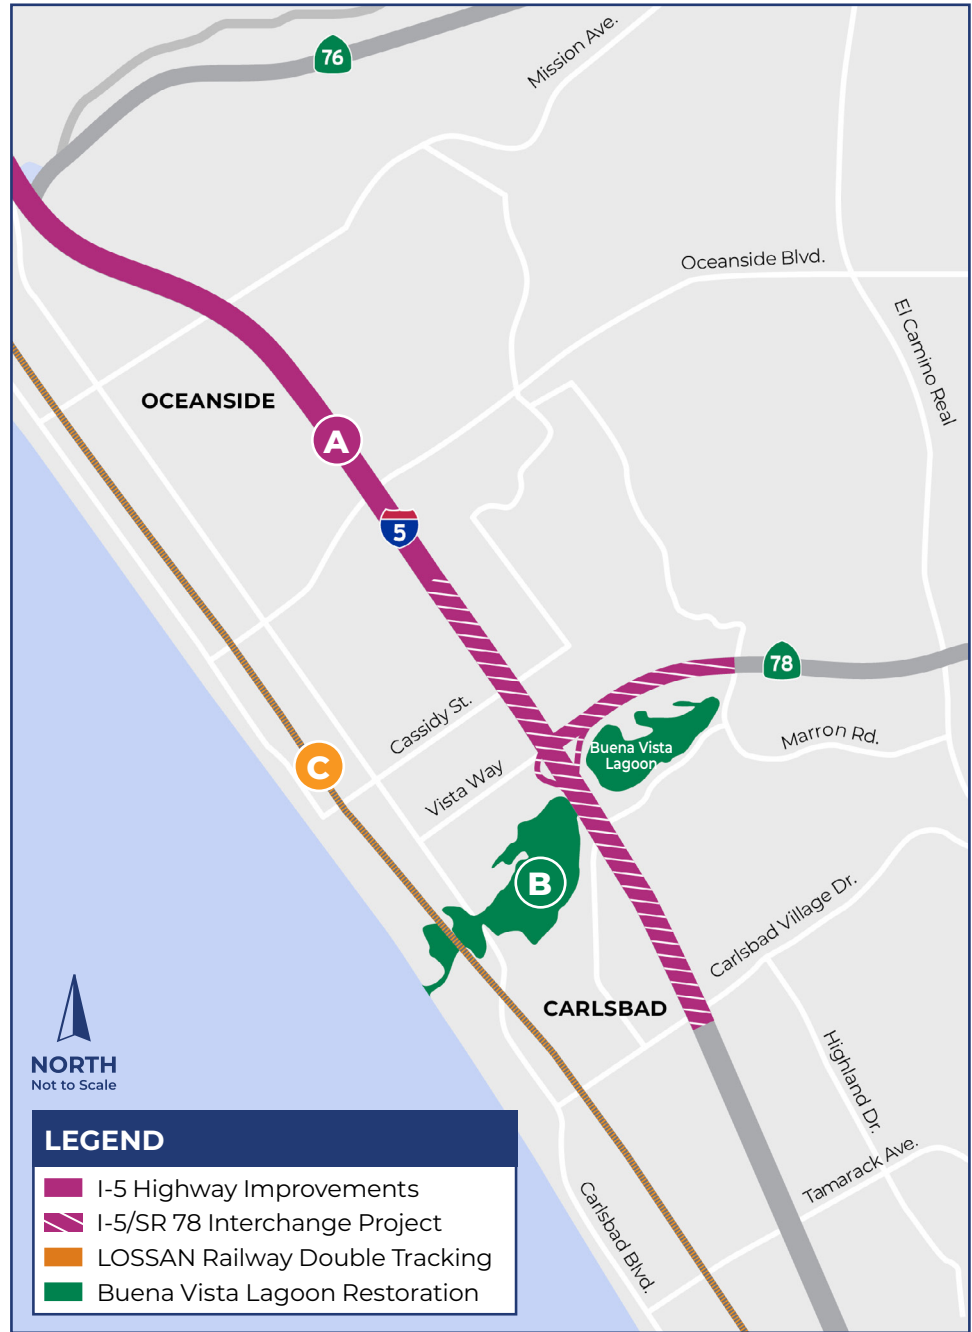 76
Mission Ave.
Oceanside Blvd.
El Camino Real
OCEANSIDE
A
5
78
Cassidy St.
Marron Rd.
Buena Vista
Lagoon
C
Vista Way
B
Carlsbad Village Dr.
CARLSBAD
Highland Dr.
NORTH
Not to Scale
Tamarack Ave.
Carlsbad Blvd.
LEGEND
I-5 Highway Improvements
I-5/SR 78 Interchange Project
LOSSAN Railway Double Tracking
Buena Vista Lagoon Restoration